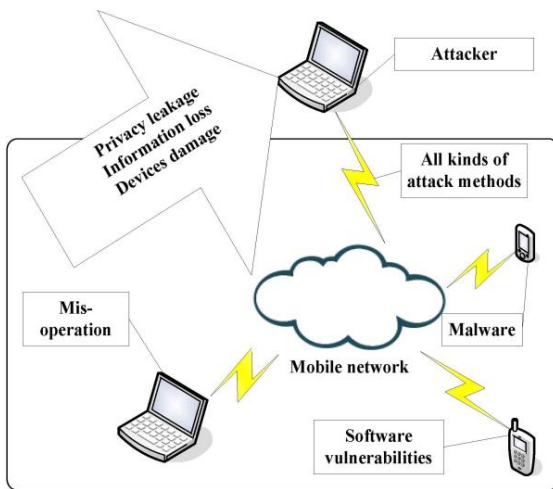 Attacker
Privacy leakage
Information loss
Devices damage
All kinds of
attack methods
Mis-
operation
Malware
Mobile network
Software
vulnerabilities